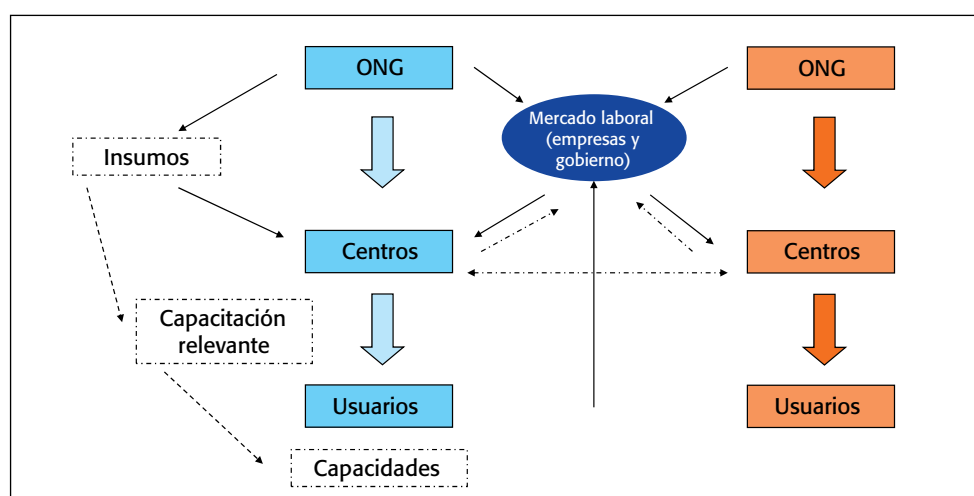 ONG
ONG
Mercado laboral
(empresas y
gobierno)
Insumos
Centros
Centros
Capacitación
relevante
Usuarios
Usuarios
Capacidades